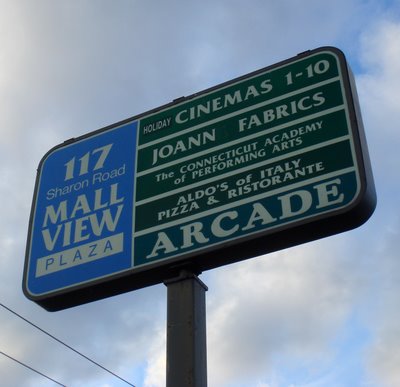 117
Sharon Road
MALL
VIEW
PLAZA
HOLIDAY CINEMAS 1-10
JOANN FABRICS
THE CONNECTICUT ACADEMY
OF PERFORMING ARTS
ALDO'S OF ITALY
PIZZA & RISTORANTE
ARCADE